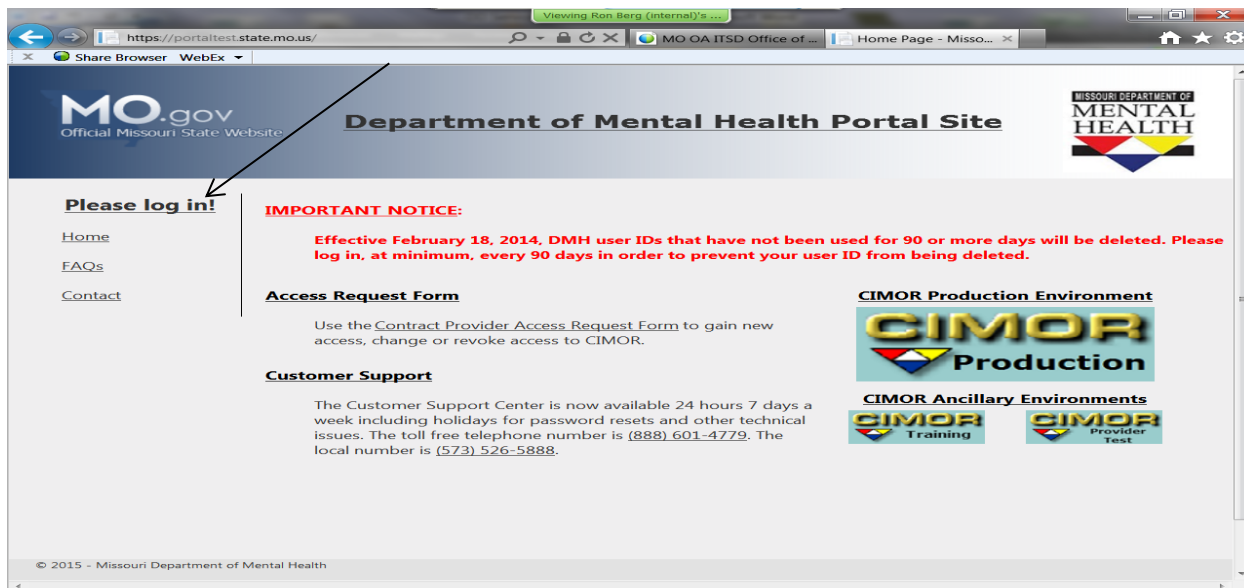 Viewing Ron Berg (internal)'s ...
https://portaltest.state.mo.us/
MO OA ITSD Office of ...
Home Page - Misso...
Share Browser WebEx
MO.gov
Official Missouri State Website
Department of Mental Health Portal Site
MISSOURI DEPARTMENT OF
MENTAL
HEALTH
Please log in!
Home
FAQs
Contact
IMPORTANT NOTICE:
Effective February 18, 2014, DMH user IDs that have not been used for 90 or more days will be deleted. Please
log in, at minimum, every 90 days in order to prevent your user ID from being deleted.
Access Request Form
Use the Contract Provider Access Request Form to gain new
access, change or revoke access to CIMOR.
Customer Support
The Customer Support Center is now available 24 hours 7 days a
week including holidays for password resets and other technical
issues. The toll free telephone number is (888) 601-4779. The
local number is (573) 526-5888.
CIMOR Production Environment
CIMOR
Production
CIMOR Ancillary Environments
CIMOR
Training
CIMOR
Provider
Test
© 2015 - Missouri Department of Mental Health